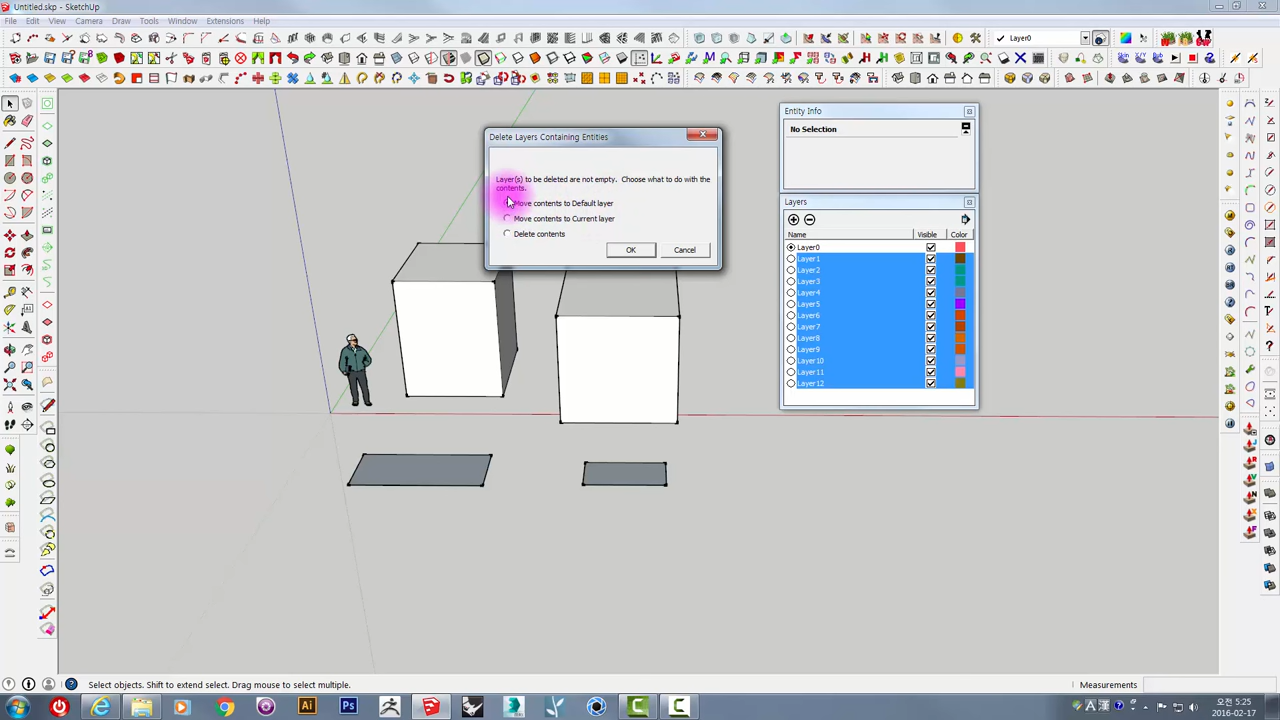 Untitled.skp - SketchUp
File Edit View Camera Draw Tools Window Extensions Help
Layer0
Delete Layers Containing Entities
Layer(s) to be deleted are not empty. Choose what to do with the
contents.
Move contents to Default layer
Move contents to Current layer
Delete contents
OK Cancel
Entity Info
No Selection
Layers
Name Visible Color
Layer0
Layer1
Layer2
Layer3
Layer4
Layer5
Layer6
Layer7
Layer8
Layer9
Layer10
Layer11
Layer12
Select objects. Shift to extend select. Drag mouse to select multiple.
Measurements
Ai Ps
오전 5:25
2016-02-17